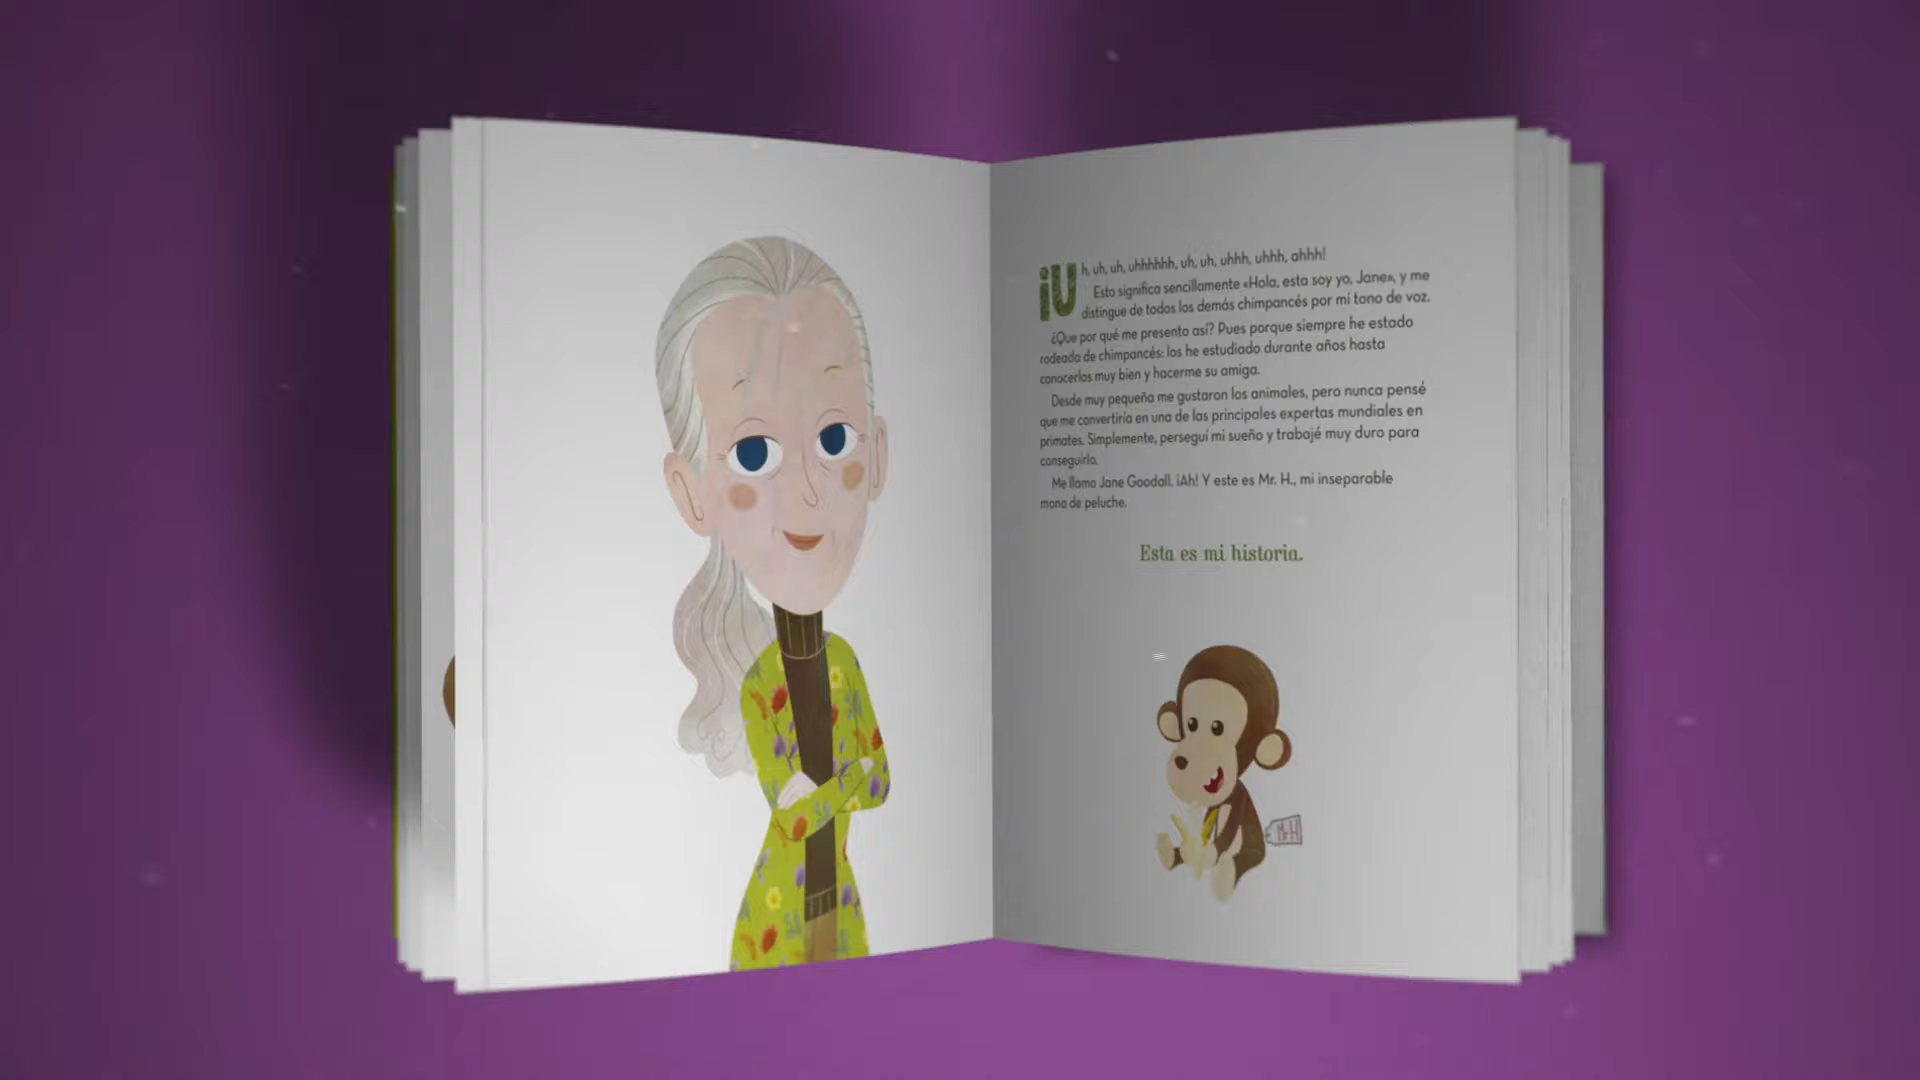 ¡Uh, uh, uh, uhhhhhh, uh, uh, uhhh, uhhh, ahhh!
Esto significa sencillamente «Hola, esta soy yo, Jane», y me
distingue de todos los demás chimpancés por mi tono de voz.
¿Que por qué me presento así? Pues porque siempre he estado
rodeada de chimpancés: los he estudiado durante años hasta
conocerlos muy bien y hacerme su amiga.
Desde muy pequeña me gustaron los animales, pero nunca pensé
que me convertiría en una de las principales expertas mundiales en
primates. Simplemente, perseguí mi sueño y trabajé muy duro para
conseguirlo.
Me llamo Jane Goodall. ¡Ah! Y este es Mr. H., mi inseparable
mono de peluche.
Esta es mi historia.
Mr H